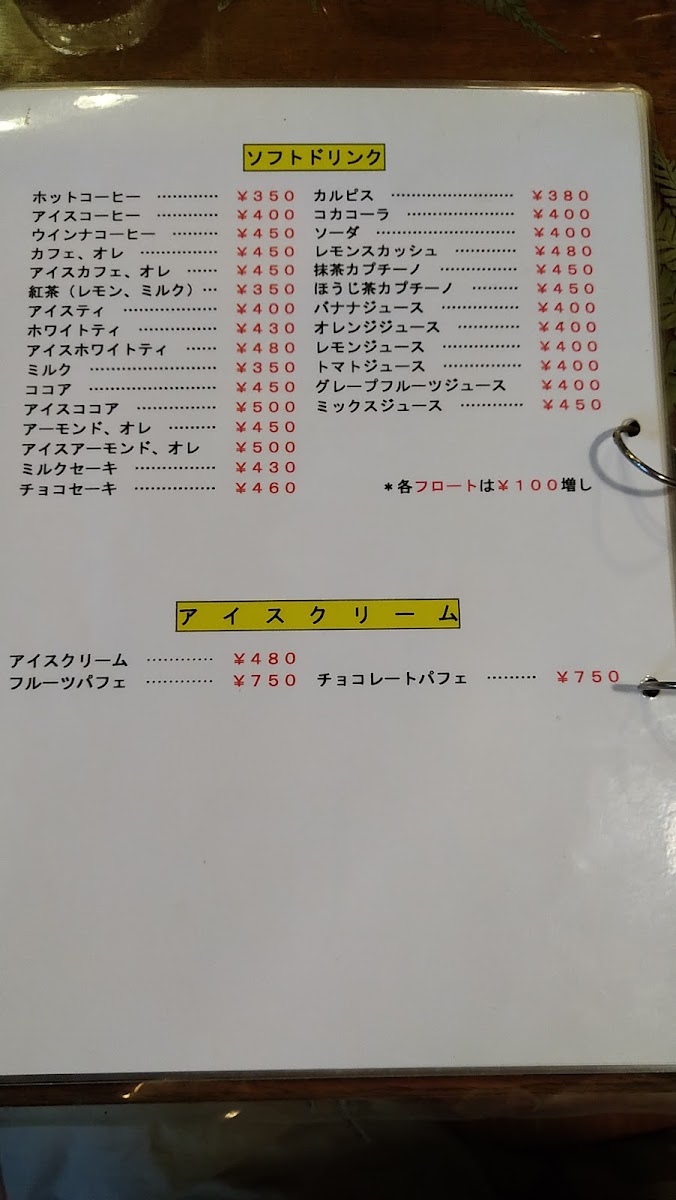 ソフトドリンク
ホットコーヒー ………… ￥３５０
アイスコーヒー ………… ￥４００
ウインナコーヒー ……… ￥４５０
カフェ、オレ …………… ￥４５０
アイスカフェ、オレ …… ￥４５０
紅茶（レモン、ミルク）… ￥３５０
アイスティ ……………… ￥４００
ホワイトティ …………… ￥４３０
アイスホワイトティ …… ￥４８０
ミルク …………………… ￥３５０
ココア …………………… ￥４５０
アイスココア …………… ￥５００
アーモンド、オレ ……… ￥４５０
アイスアーモンド、オレ ￥５００
ミルクセーキ …………… ￥４３０
チョコセーキ …………… ￥４６０
カルピス …………………… ￥３８０
コカコーラ ………………… ￥４００
ソーダ ……………………… ￥４００
レモンスカッシュ ………… ￥４８０
抹茶カプチーノ …………… ￥４５０
ほうじ茶カプチーノ ……… ￥４５０
バナナジュース …………… ￥４００
オレンジジュース ………… ￥４００
レモンジュース …………… ￥４００
トマトジュース …………… ￥４００
グレープフルーツジュース ￥４００
ミックスジュース ………… ￥４５０
＊各フロートは￥１００増し
アイスクリーム
アイスクリーム ………… ￥４８０
フルーツパフェ ………… ￥７５０
チョコレートパフェ ……… ￥７５０